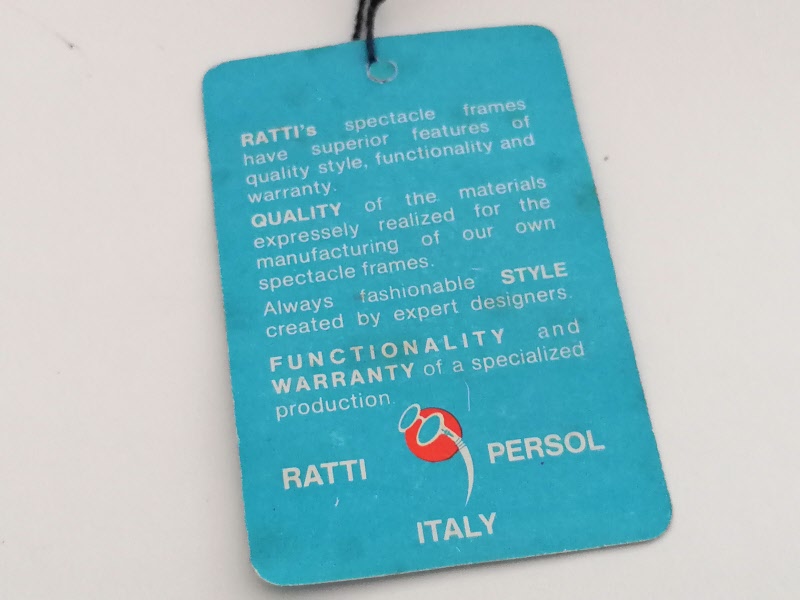 RATTI's spectacle frames
have superior features of
quality style, functionality and
warranty.
QUALITY of the materials
expressely realized for the
manufacturing of our own
spectacle frames.
Always fashionable STYLE
created by expert designers.
FUNCTIONALITY and
WARRANTY of a specialized
production
RATTI PERSOL
ITALY